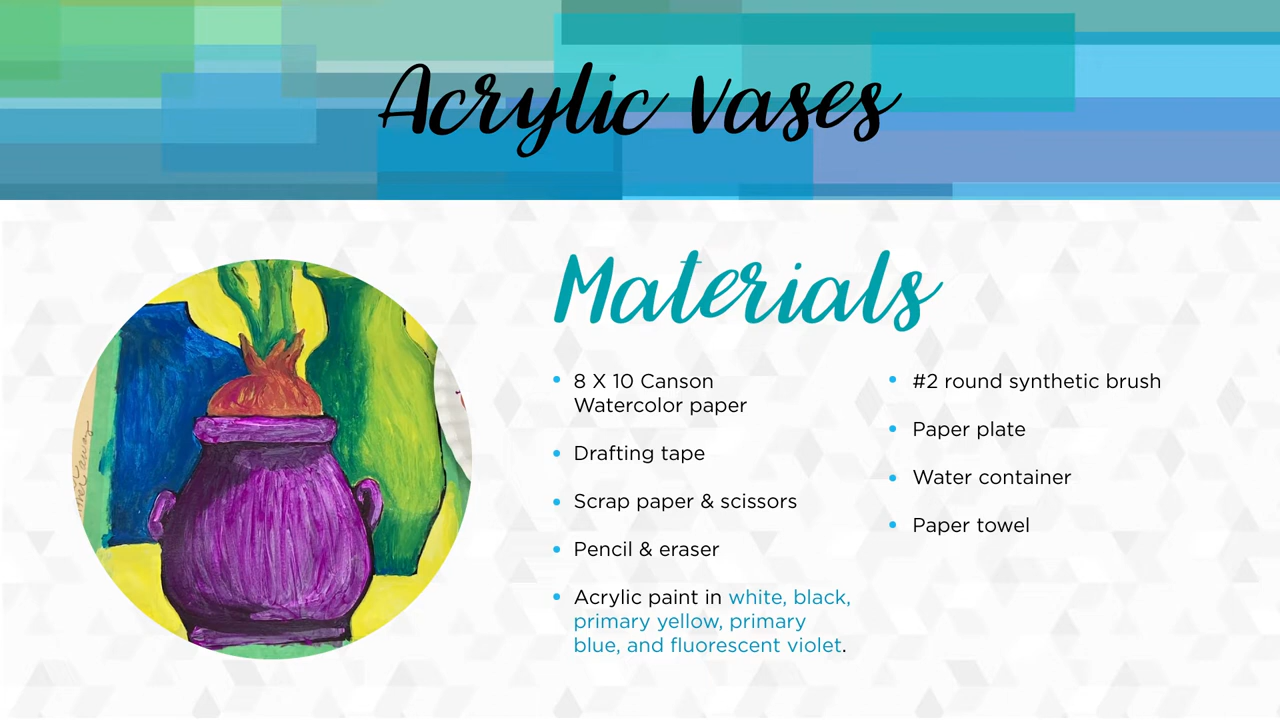 Acrylic Vases
Materials
8 X 10 Canson
Watercolor paper
Drafting tape
Scrap paper & scissors
Pencil & eraser
Acrylic paint in white, black,
primary yellow, primary
blue, and fluorescent violet.
#2 round synthetic brush
Paper plate
Water container
Paper towel